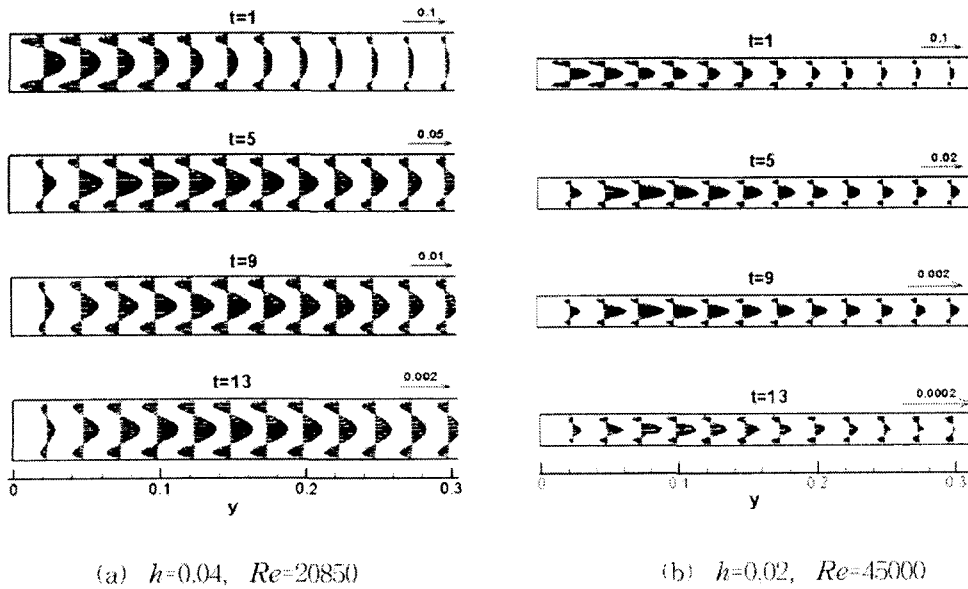 t=1
0.1
t=5
0.05
t=9
0.01
t=13
0.002
0 0.1 0.2 0.3
y
(a) h=0.04, Re=20850
t=1
0.1
t=5
0.02
t=9
0.002
t=13
0.0002
0 0.1 0.2 0.3
y
(b) h=0.02, Re=45000